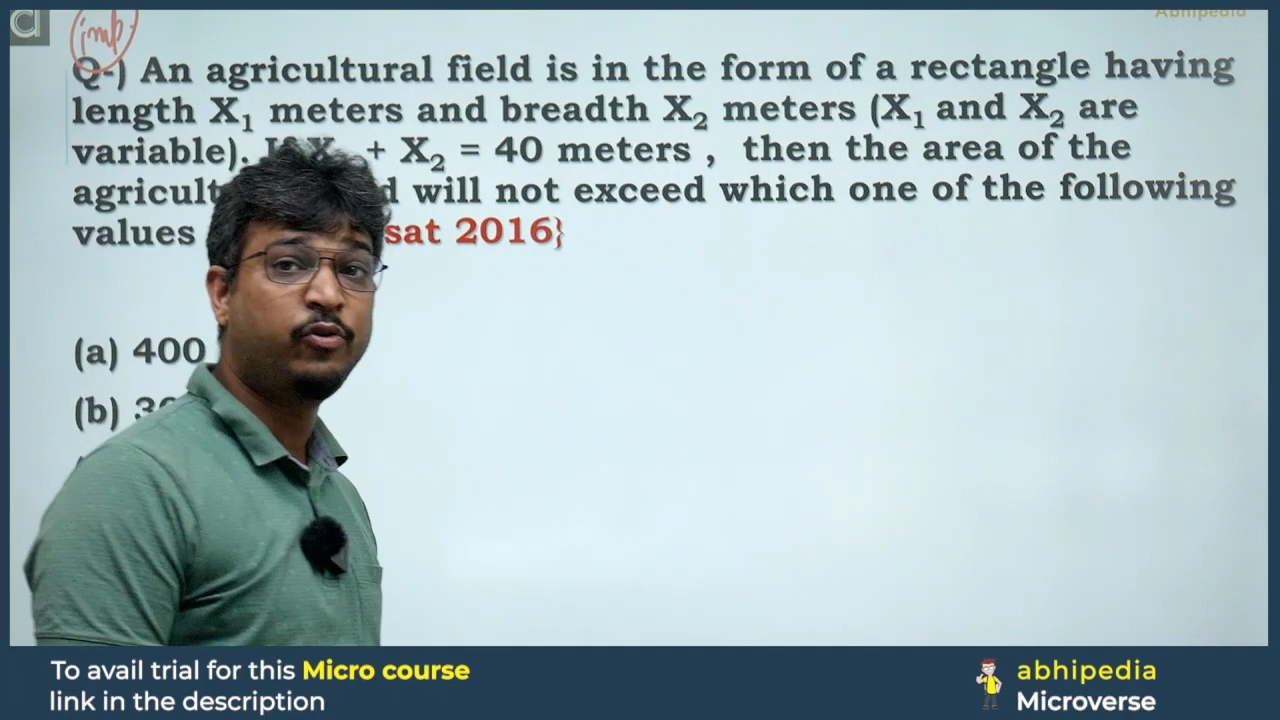 a
Abhipedia
imp.
Q-) An agricultural field is in the form of a rectangle having
length X₁ meters and breadth X₂ meters (X₁ and X₂ are
variable). + X₂ = 40 meters , then the area of the
will not exceed which one of the following
values sat 2016}
(a) 400
(b)
To avail trial for this Micro course
link in the description
abhipedia
Microverse